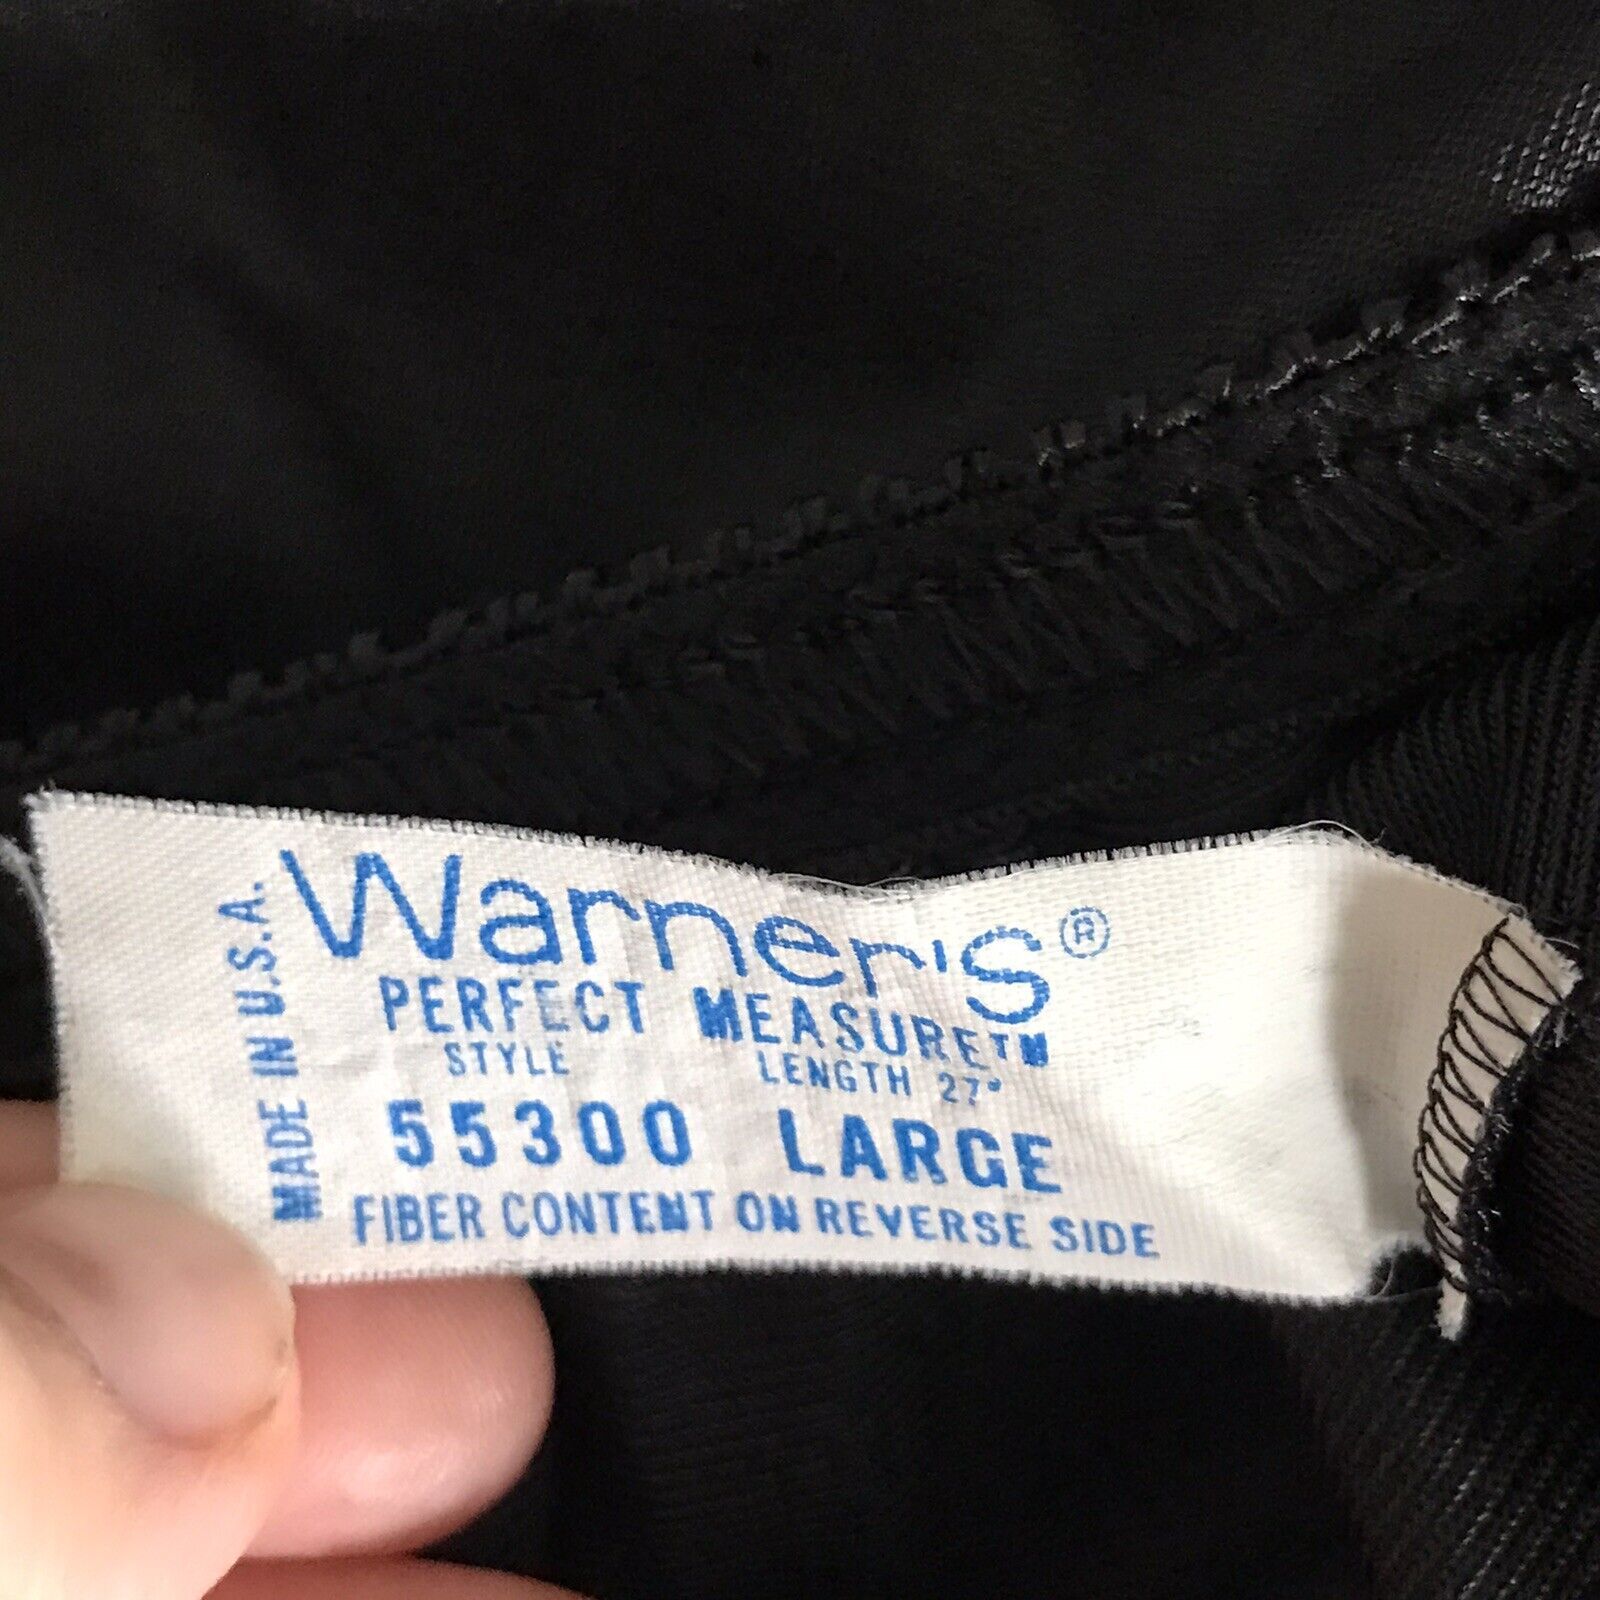 Warner's®
PERFECT MEASURE™
STYLE LENGTH 27"
55300 LARGE
FIBER CONTENT ON REVERSE SIDE
MADE IN U.S.A.